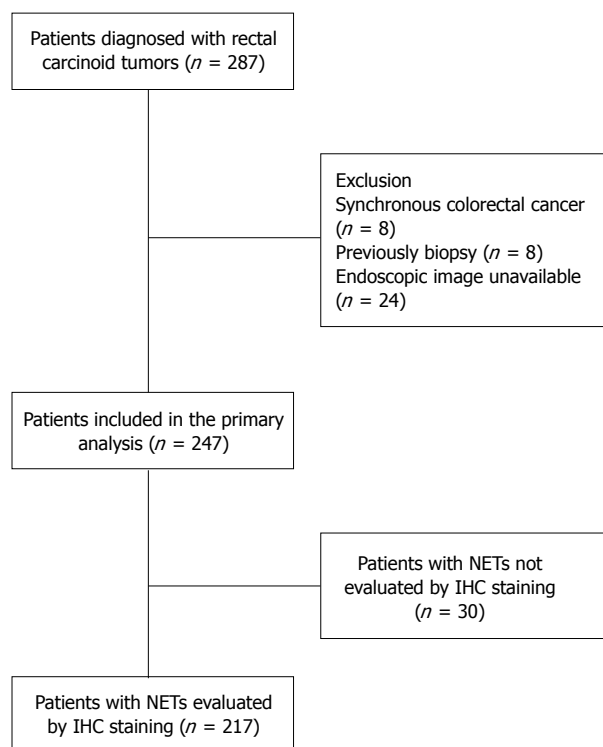 Patients diagnosed with rectal
carcinoid tumors (n = 287)
Exclusion
Synchronous colorectal cancer
(n = 8)
Previously biopsy (n = 8)
Endoscopic image unavailable
(n = 24)
Patients included in the primary
analysis (n = 247)
Patients with NETs not
evaluated by IHC staining
(n = 30)
Patients with NETs evaluated
by IHC staining (n = 217)